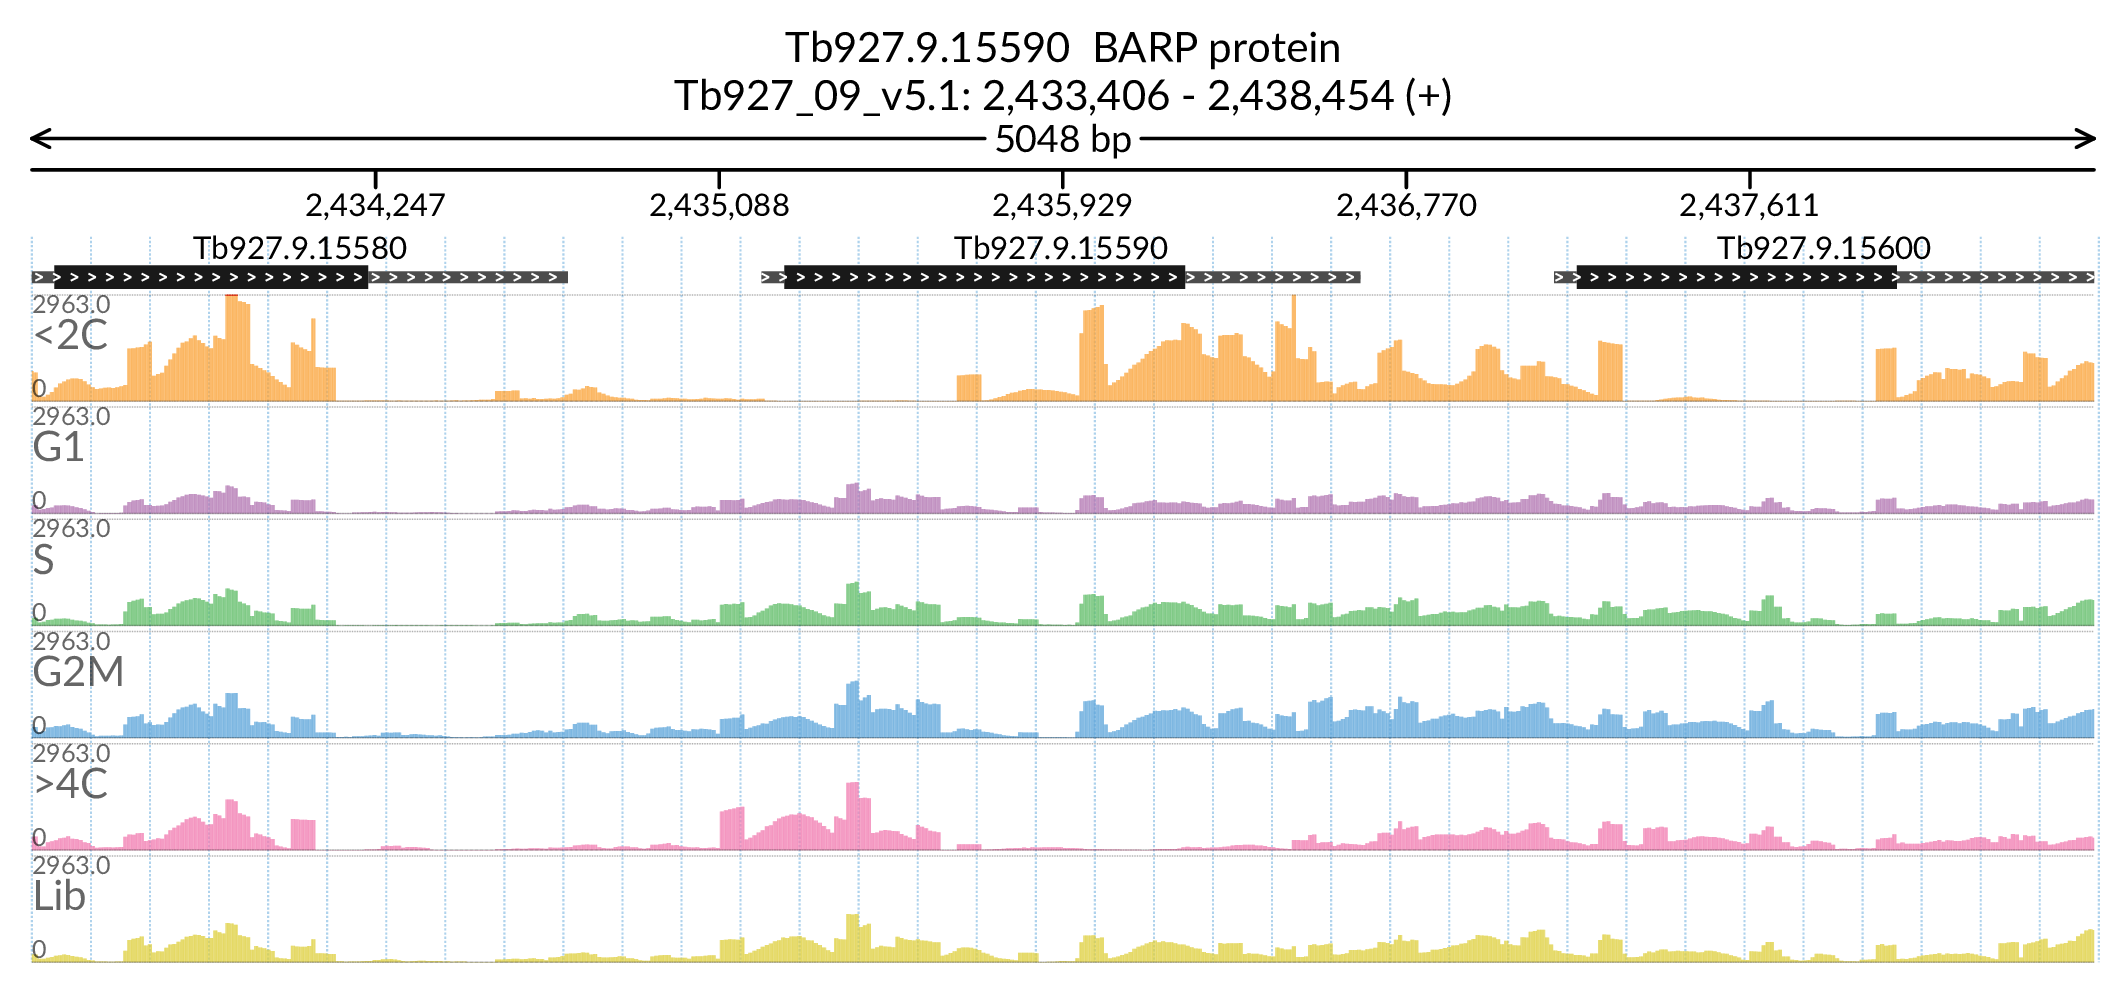 Tb927.9.15590 BARP protein
Tb927_09_v5.1: 2,433,406 - 2,438,454 (+)
5048 bp
2,434,247 2,435,088 2,435,929 2,436,770 2,437,611
Tb927.9.15580 Tb927.9.15590 Tb927.9.15600
2963.0
<2C
0
2963.0
G1
0
2963.0
S
0
2963.0
G2M
0
2963.0
>4C
0
2963.0
Lib
0